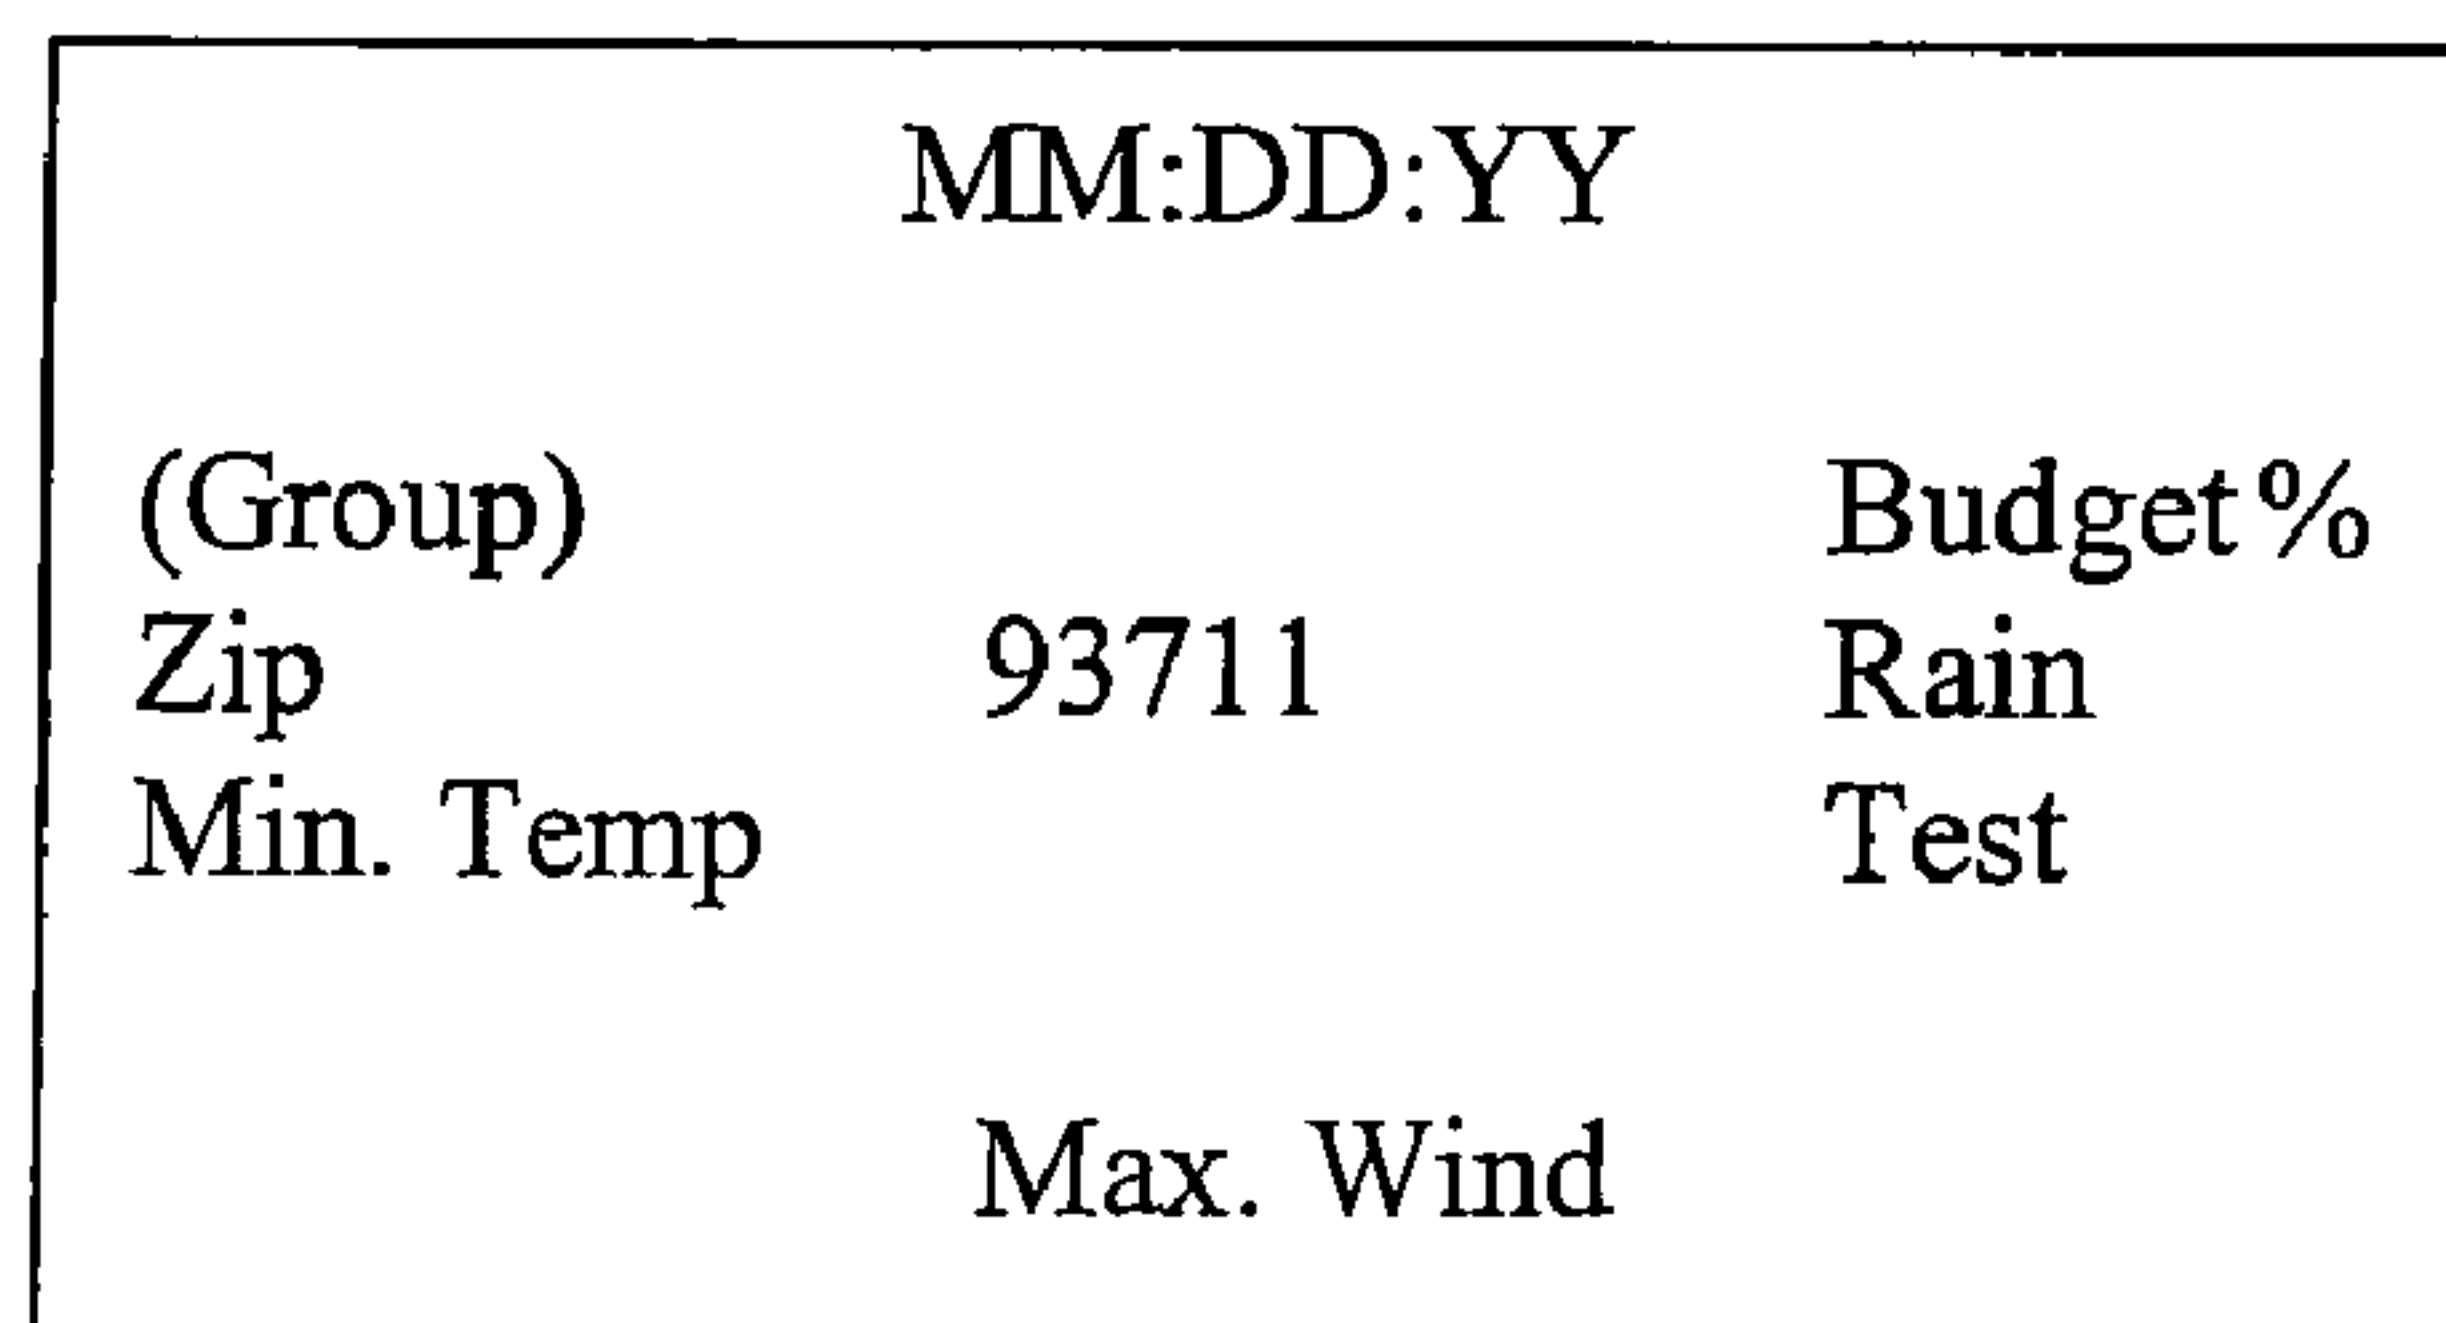 MM:DD:YY
(Group) Budget%
Zip 93711 Rain
Min. Temp Test
Max. Wind